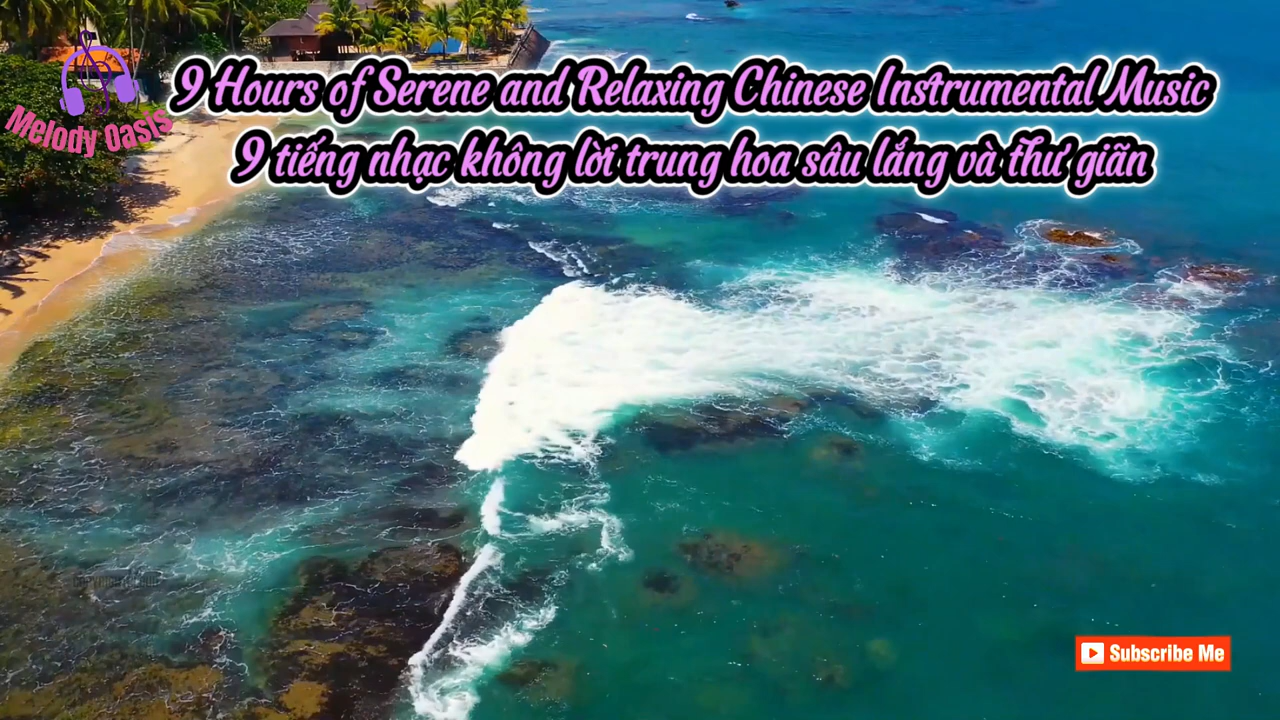 9 Hours of Serene and Relaxing Chinese Instrumental Music
9 tiếng nhạc không lời trung hoa sâu lắng và thư giãn
Melody Oasis
Subscribe Me